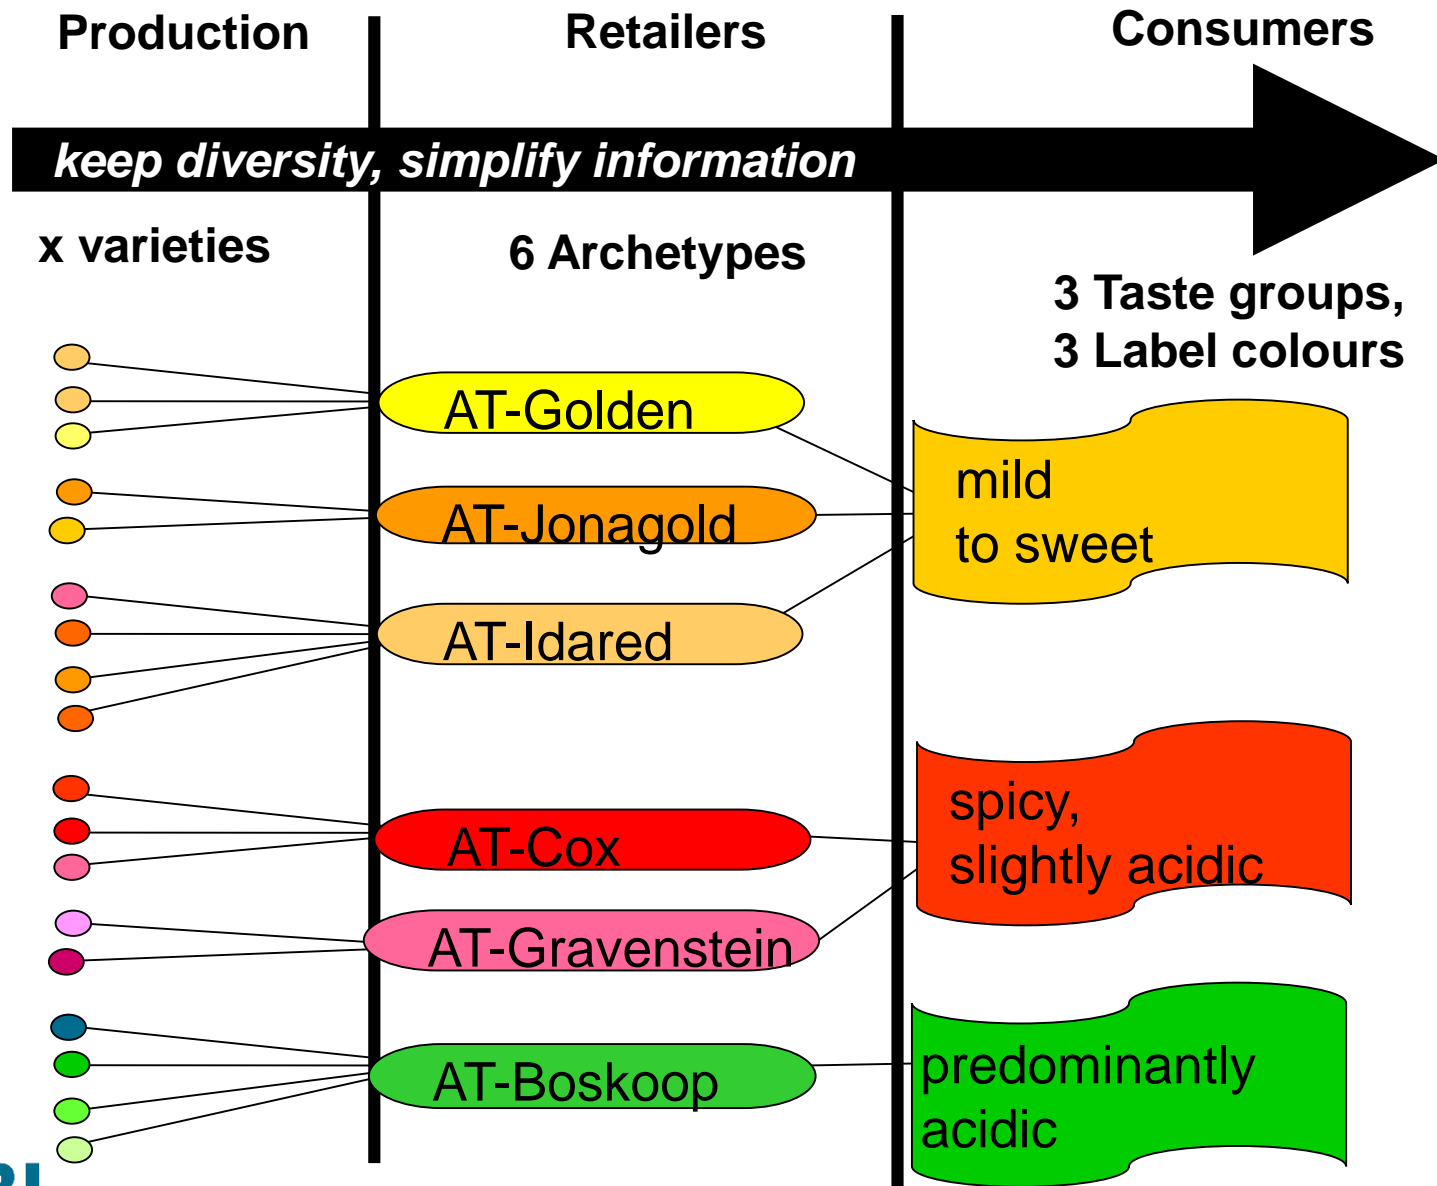 Production
Retailers
Consumers
keep diversity, simplify information
x varieties
6 Archetypes
3 Taste groups,
3 Label colours
AT-Golden
AT-Jonagold
AT-Idared
AT-Cox
AT-Gravenstein
AT-Boskoop
mild
to sweet
spicy,
slightly acidic
predominantly
acidic